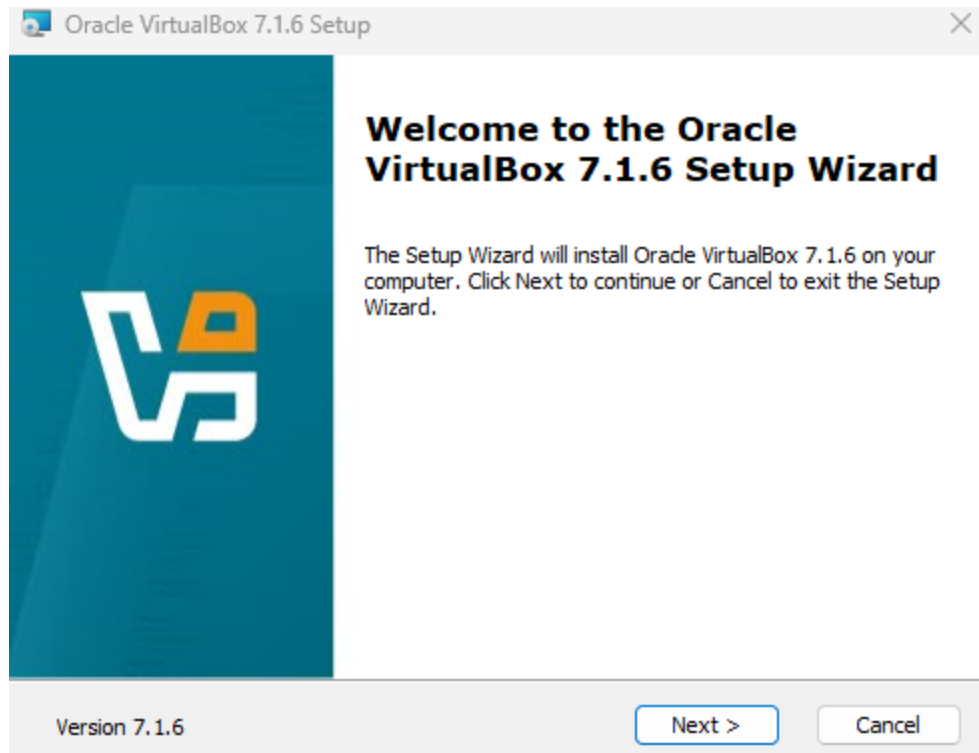 Oracle VirtualBox 7.1.6 Setup
Welcome to the Oracle
VirtualBox 7.1.6 Setup Wizard
The Setup Wizard will install Oracle VirtualBox 7.1.6 on your
computer. Click Next to continue or Cancel to exit the Setup
Wizard.
Version 7.1.6
Next >
Cancel